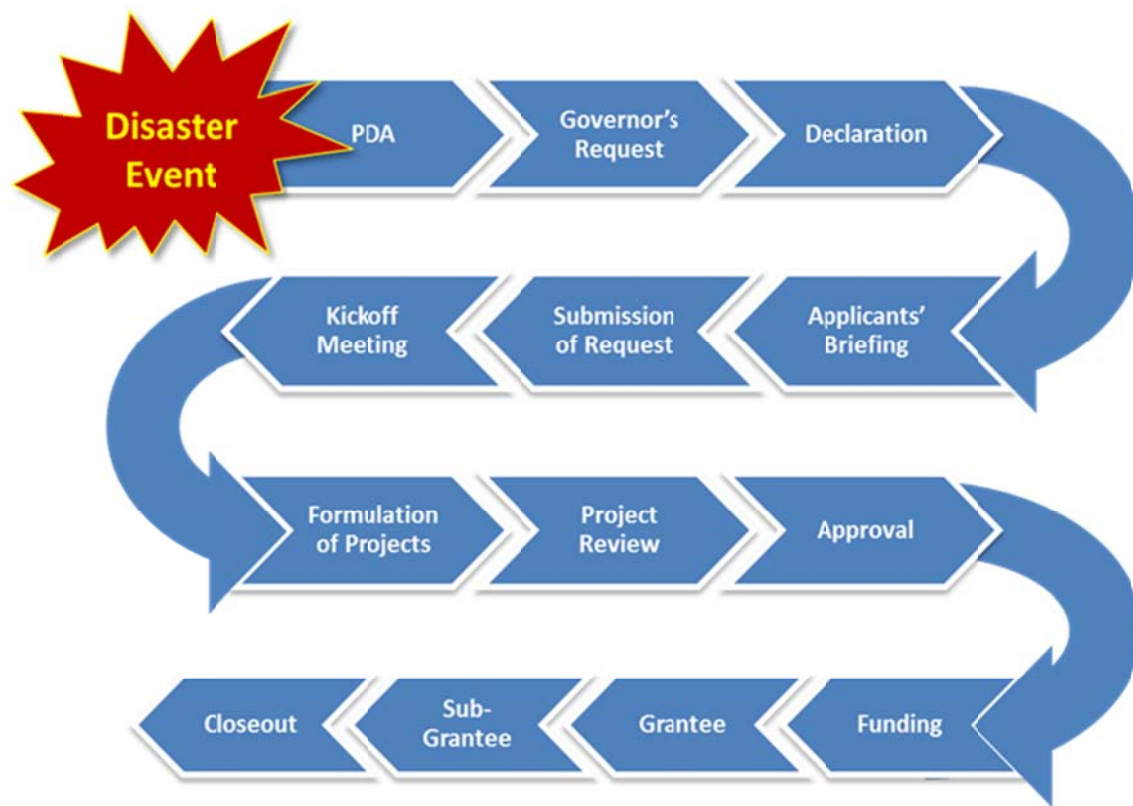 Disaster
Event
PDA
Governor's
Request
Declaration
Applicants'
Briefing
Submission
of Request
Kickoff
Meeting
Formulation
of Projects
Project
Review
Approval
Funding
Grantee
Sub-
Grantee
Closeout